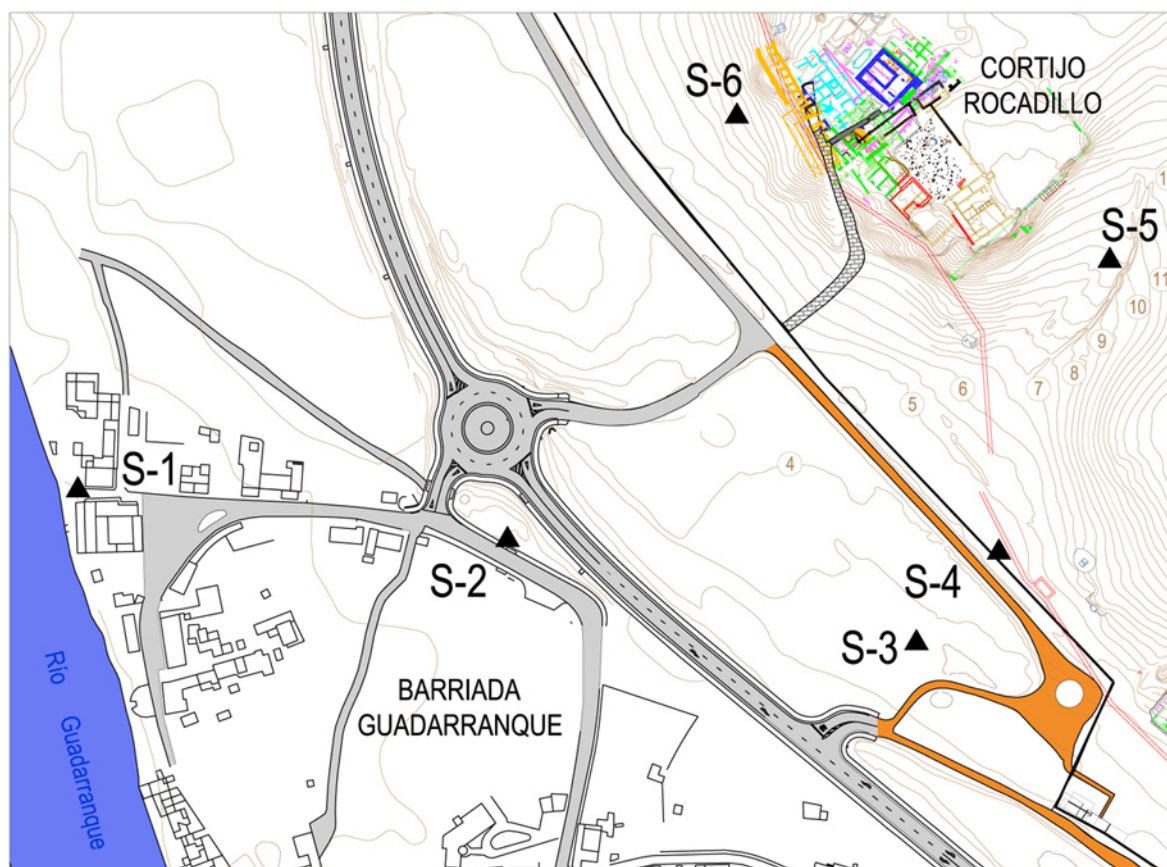 S-6
CORTIJO
ROCADILLO
S-5
11
10
9
8
7
6
5
4
S-1
S-2
S-4
S-3
BARRIADA
GUADARRANQUE
Río
Guadarranque